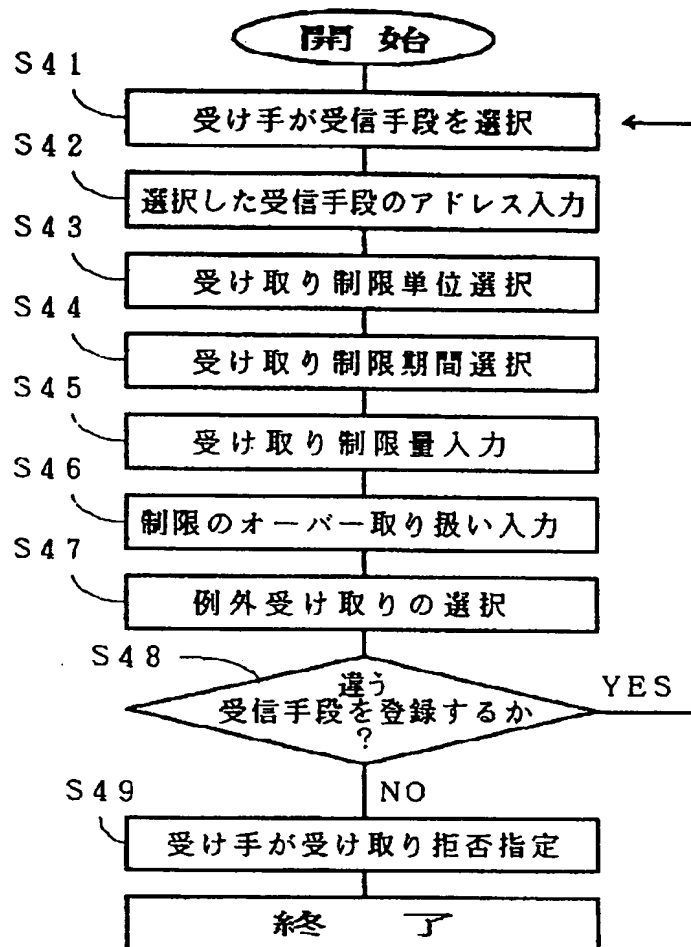 開始
S41
受け手が受信手段を選択
S42
選択した受信手段のアドレス入力
S43
受け取り制限単位選択
S44
受け取り制限期間選択
S45
受け取り制限量入力
S46
制限のオーバー取り扱い入力
S47
例外受け取りの選択
S48
違う
受信手段を登録するか
?
YES
NO
S49
受け手が受け取り拒否指定
終了